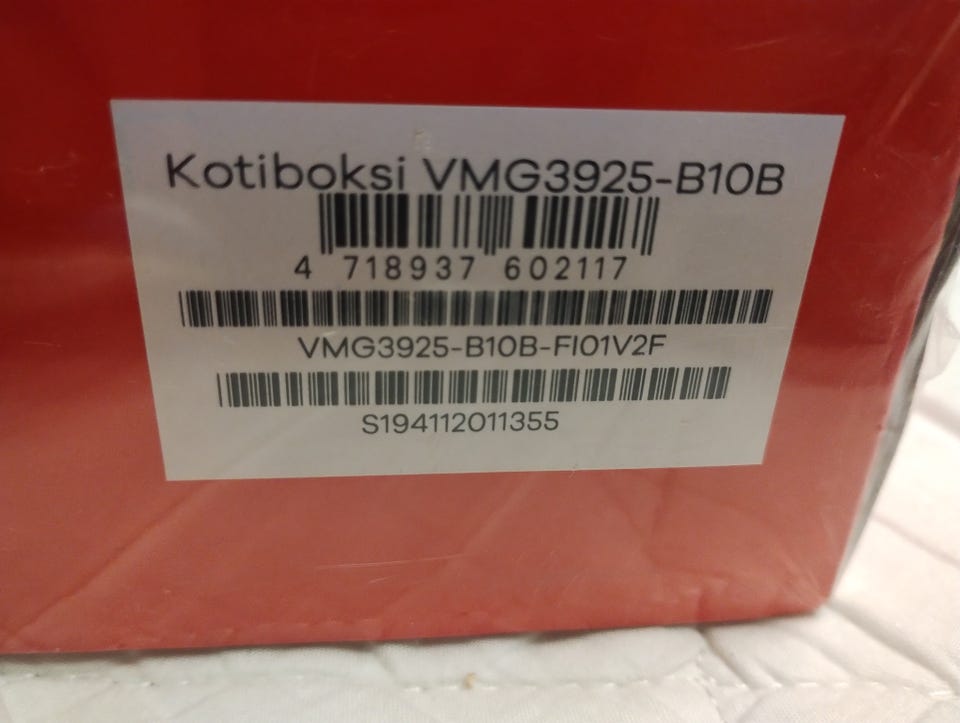 Kotiboksi VMG3925-B10B
4 718937 602117
VMG3925-B10B-FI01V2F
S194112011355